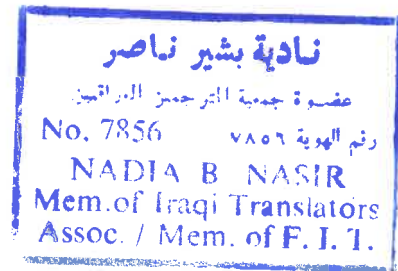 نادية بشير ناصر
عضوة جمعية المترجمين العراقيين
No. 7856 رقم الهوية ٧٨٥٦
NADIA B NASIR
Mem.of Iraqi Translators
Assoc. / Mem. of F. I. T.